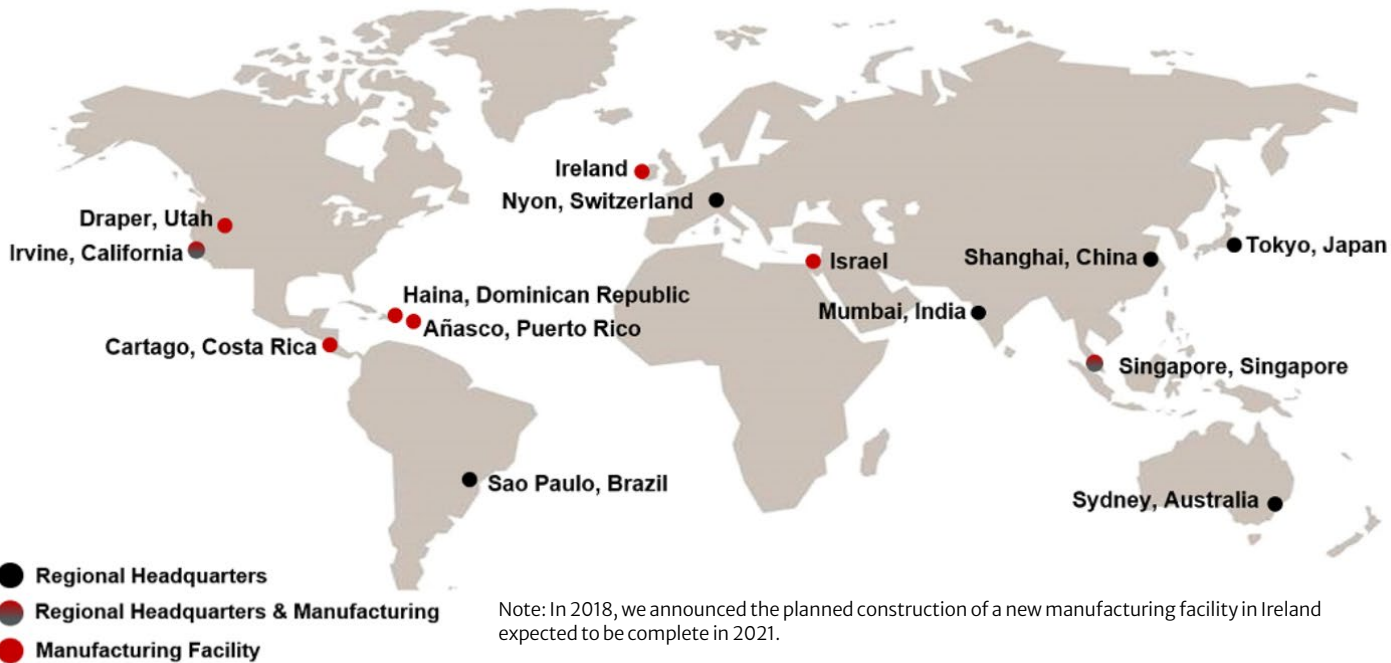 Ireland
Nyon, Switzerland
Draper, Utah
Irvine, California
Tokyo, Japan
Shanghai, China
Israel
Haina, Dominican Republic
Mumbai, India
Añasco, Puerto Rico
Cartago, Costa Rica
Singapore, Singapore
Sao Paulo, Brazil
Sydney, Australia
Regional Headquarters
Regional Headquarters & Manufacturing
Manufacturing Facility
Note: In 2018, we announced the planned construction of a new manufacturing facility in Ireland
expected to be complete in 2021.